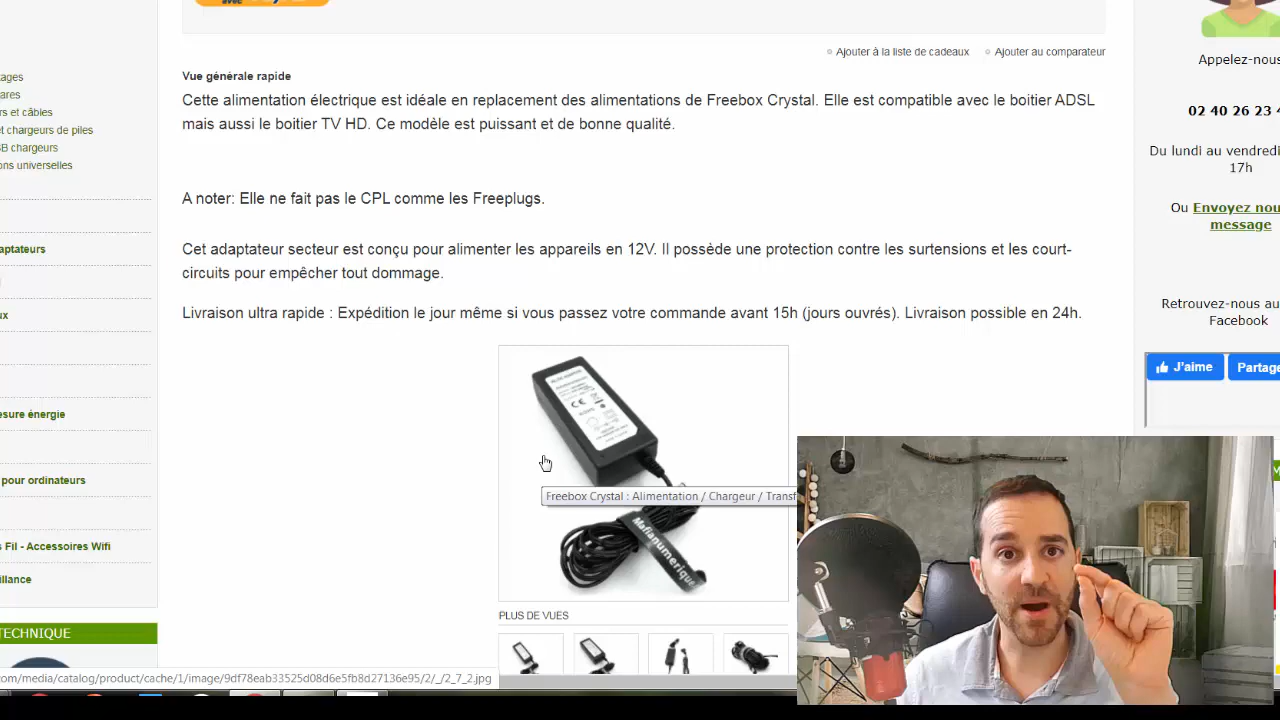 avec
Ajouter à la liste de cadeaux
Ajouter au comparateur
Vue générale rapide
Cette alimentation électrique est idéale en replacement des alimentations de Freebox Crystal. Elle est compatible avec le boitier ADSL
mais aussi le boitier TV HD. Ce modèle est puissant et de bonne qualité.
A noter: Elle ne fait pas le CPL comme les Freeplugs.
Cet adaptateur secteur est conçu pour alimenter les appareils en 12V. Il possède une protection contre les surtensions et les court-
circuits pour empêcher tout dommage.
Livraison ultra rapide : Expédition le jour même si vous passez votre commande avant 15h (jours ouvrés). Livraison possible en 24h.
Freebox Crystal : Alimentation / Chargeur / Transf
Mafianumerique
PLUS DE VUES
tages
ares
rs et câbles
et chargeurs de piles
SB chargeurs
ons universelles
aptateurs
ux
esure énergie
pour ordinateurs
s Fil - Accessoires Wifi
illance
TECHNIQUE
com/media/catalog/product/cache/1/image/9df78eab33525d08d6e5fb8d27136e95/2/_/2_7_2.jpg
Appelez-nous
02 40 26 23 4
Du lundi au vendredi
17h
Ou Envoyez nou
message
Retrouvez-nous au
Facebook
J'aime
Partage